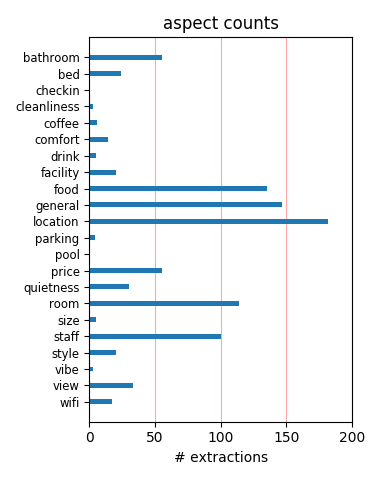 aspect counts
bathroom
bed
checkin
cleanliness
coffee
comfort
drink
facility
food
general
location
parking
pool
price
quietness
room
size
staff
style
vibe
view
wifi
0 50 100 150 200
# extractions